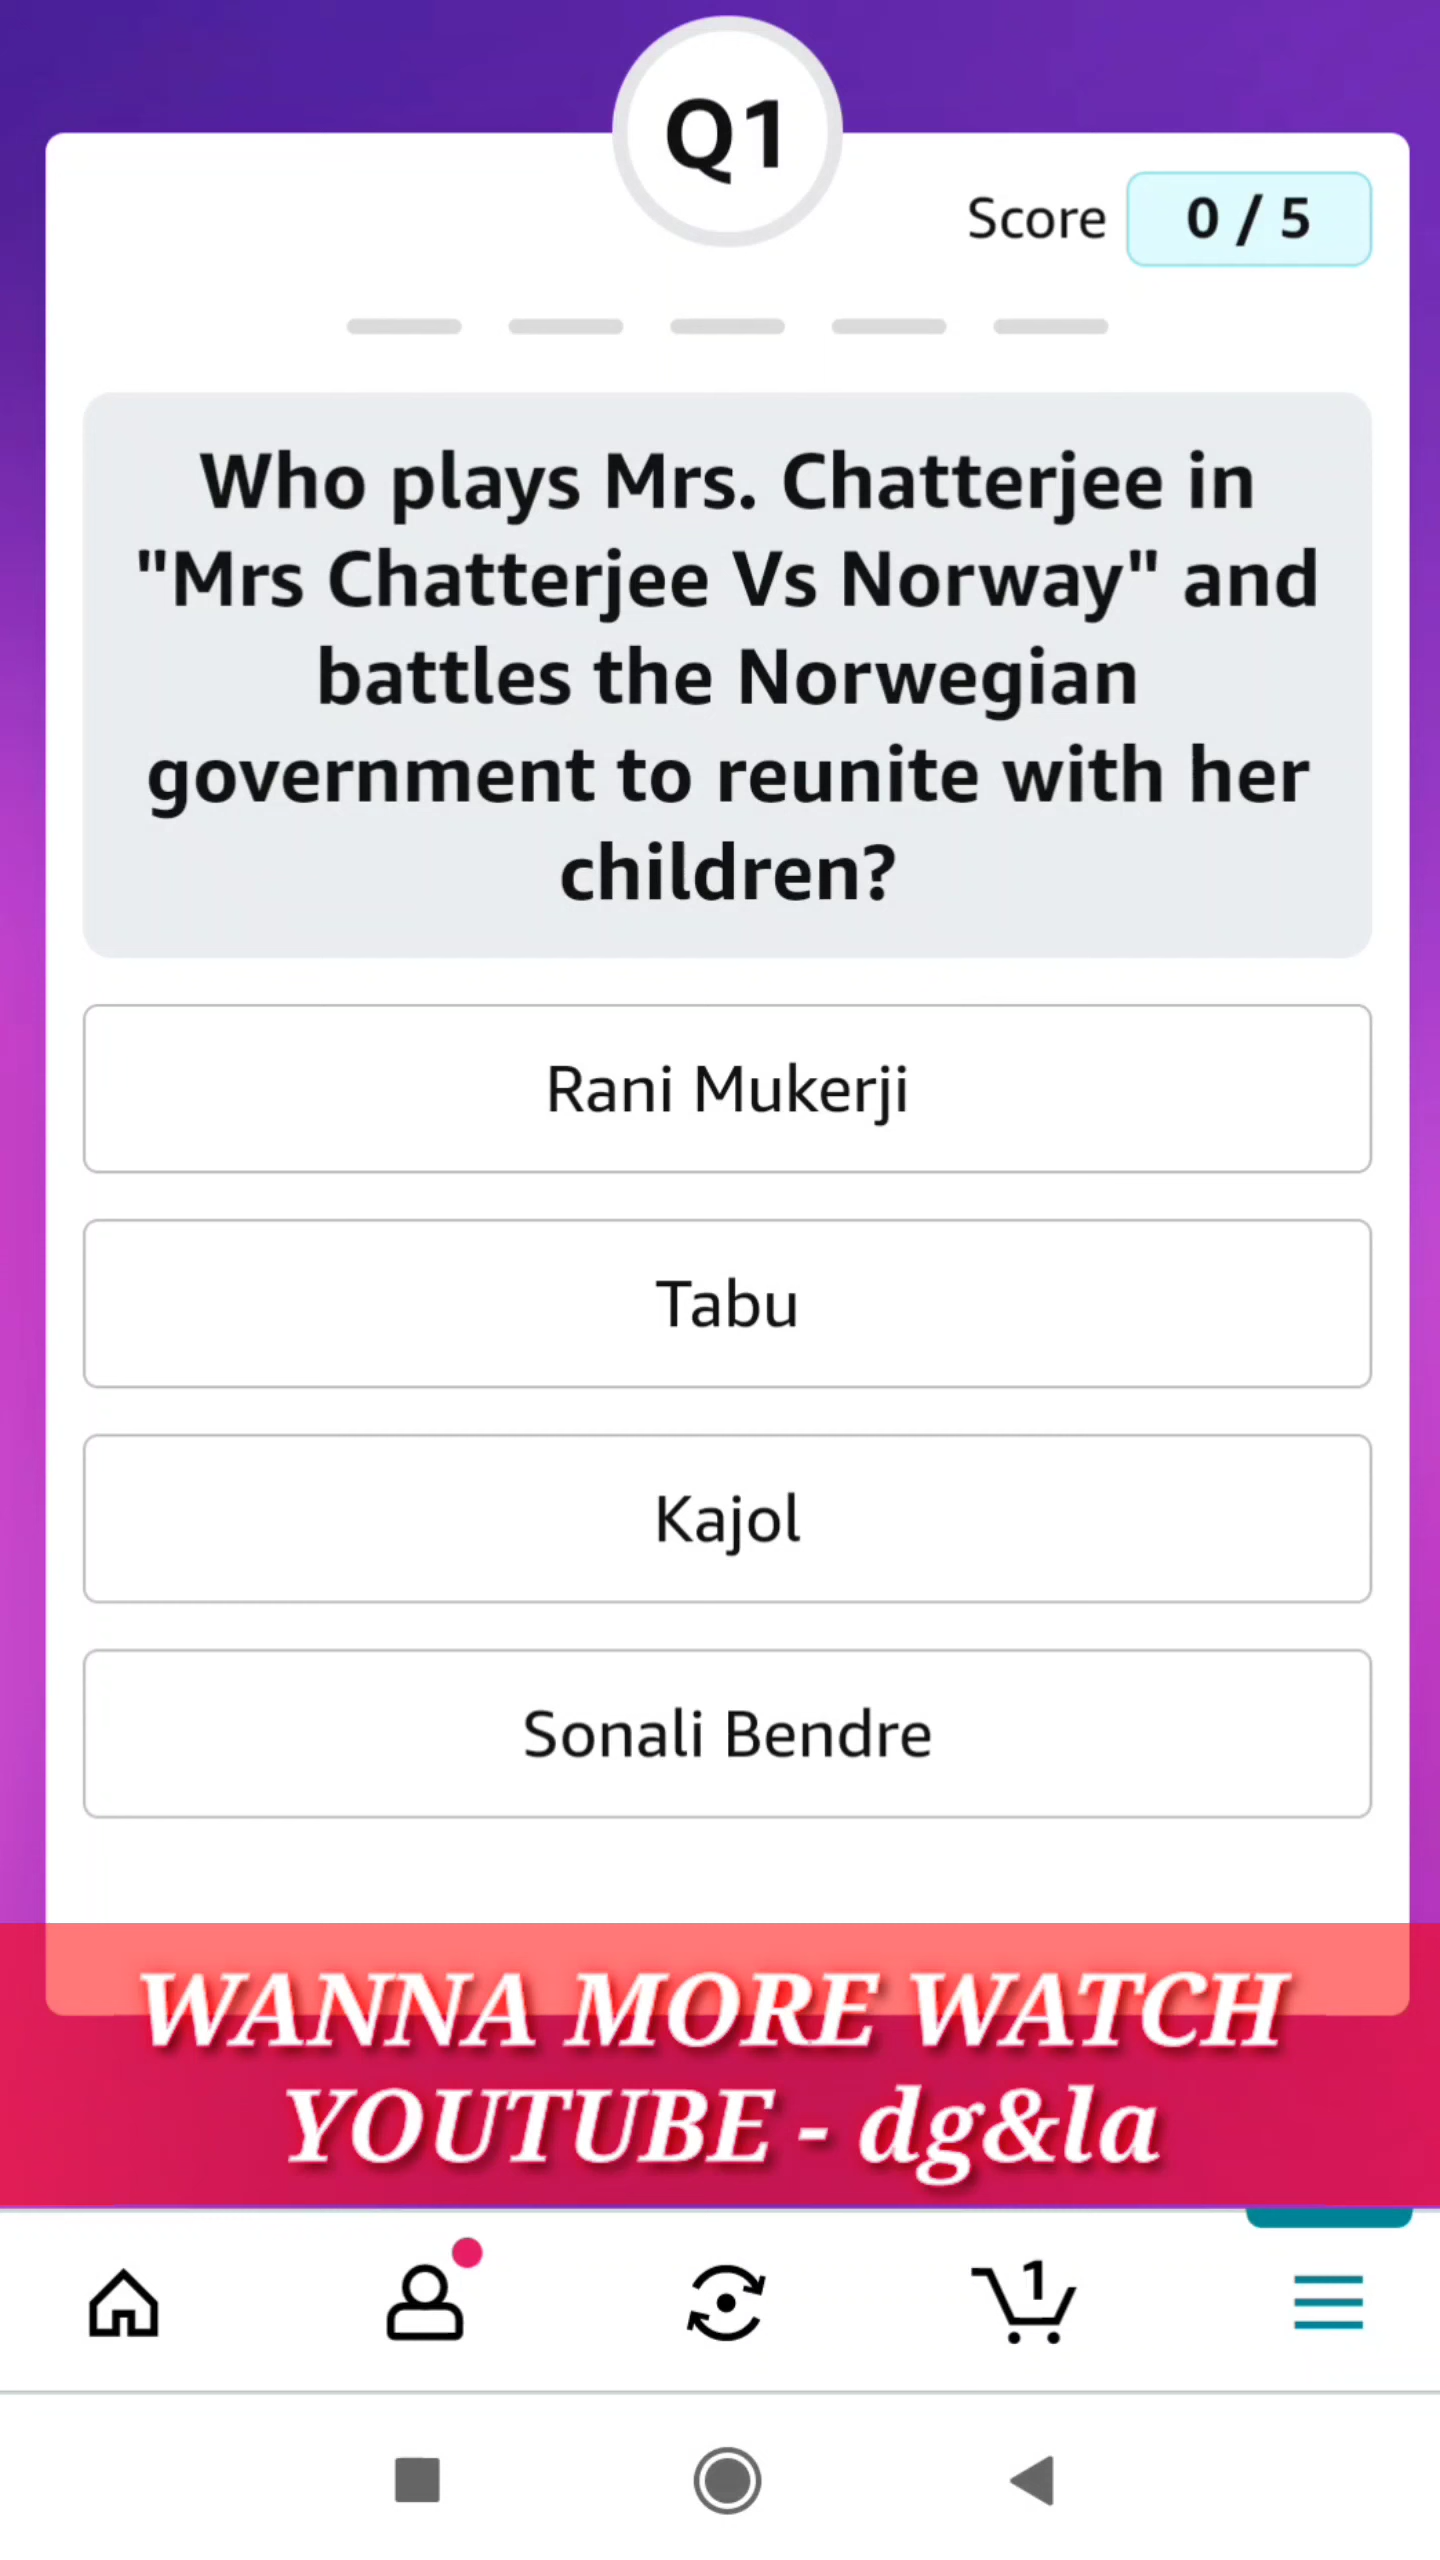 Q1
Score 0 / 5
Who plays Mrs. Chatterjee in
"Mrs Chatterjee Vs Norway" and
battles the Norwegian
government to reunite with her
children?
Rani Mukerji
Tabu
Kajol
Sonali Bendre
WANNA MORE WATCH
YOUTUBE - dg&la
1